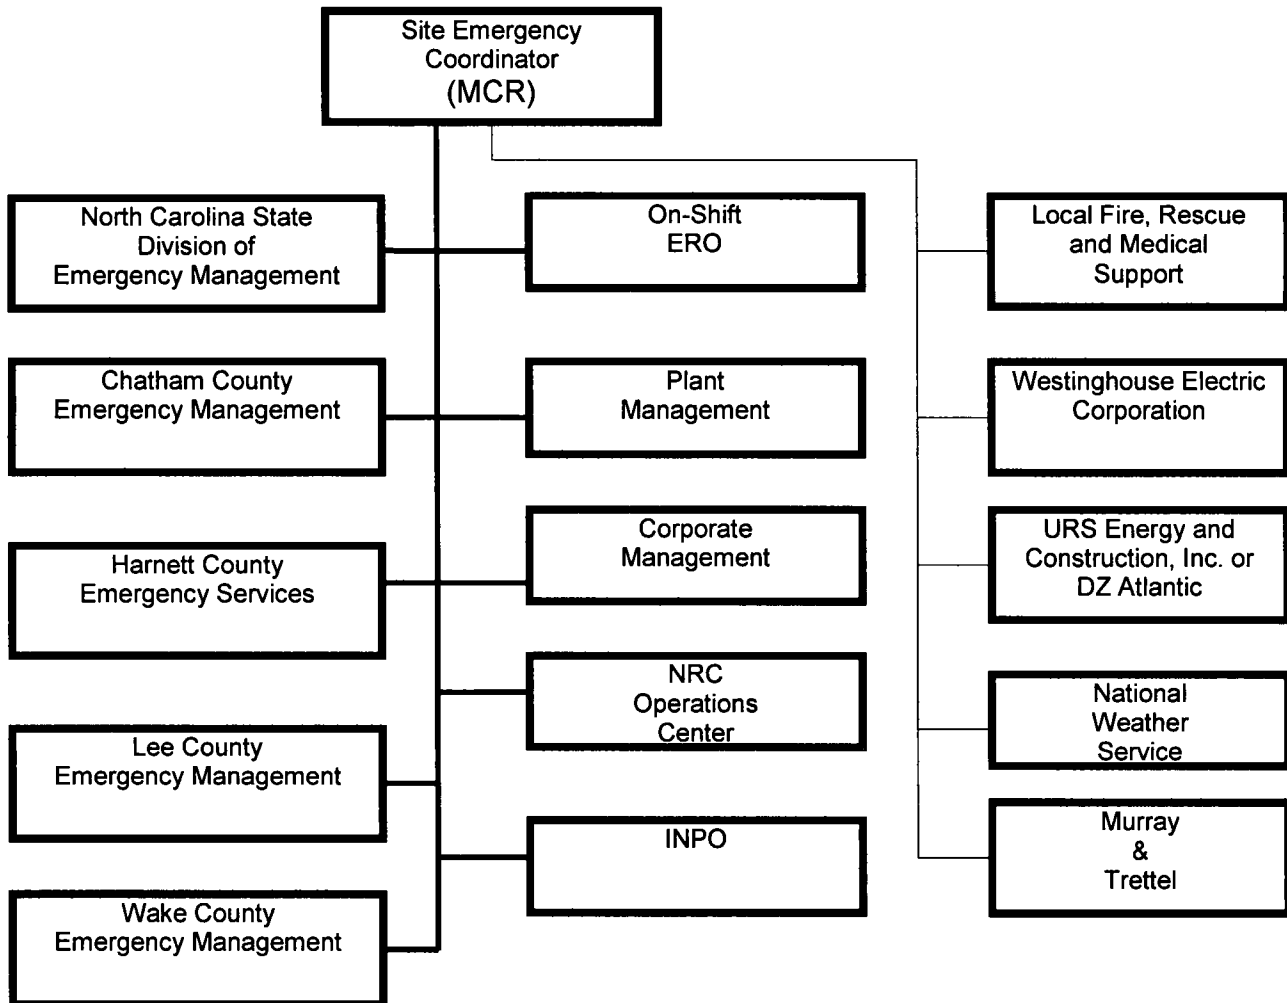 Site Emergency
Coordinator
(MCR)
North Carolina State
Division of
Emergency Management
On-Shift
ERO
Local Fire, Rescue
and Medical
Support
Chatham County
Emergency Management
Plant
Management
Westinghouse Electric
Corporation
Harnett County
Emergency Services
Corporate
Management
URS Energy and
Construction, Inc. or
DZ Atlantic
Lee County
Emergency Management
NRC
Operations
Center
National
Weather
Service
Wake County
Emergency Management
INPO
Murray
&
Trettel